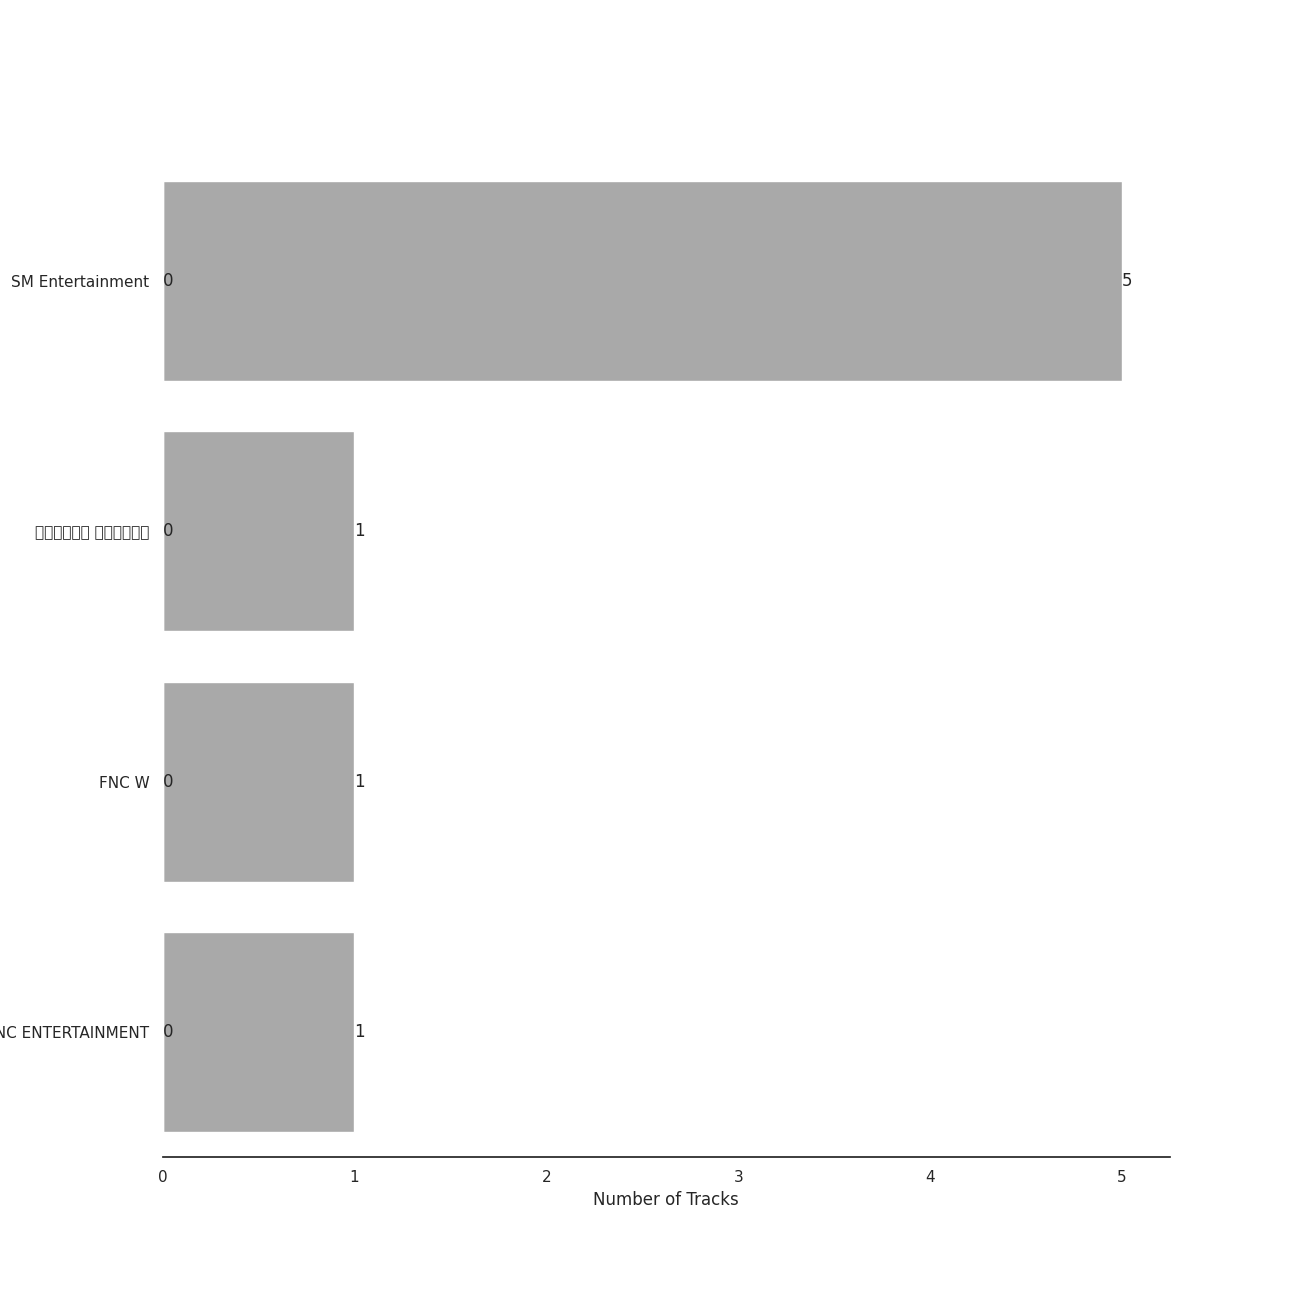 SM Entertainment 0 5
0 1
FNC W 0 1
NC ENTERTAINMENT 0 1
0 1 2 3 4 5
Number of Tracks